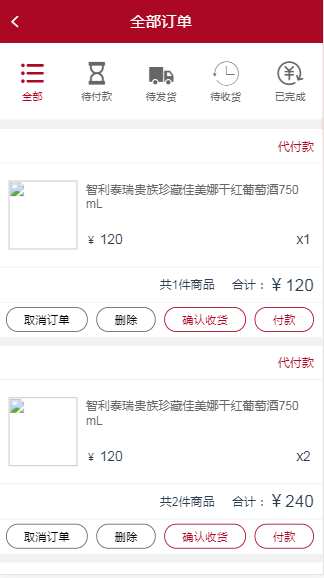 全部订单
全部 待付款 待发货 待收货 已完成
代付款
智利泰瑞贵族珍藏佳美娜干红葡萄酒750
mL
¥ 120 x1
共1件商品 合计：¥ 120
取消订单 删除 确认收货 付款
代付款
智利泰瑞贵族珍藏佳美娜干红葡萄酒750
mL
¥ 120 x2
共2件商品 合计：¥ 240
取消订单 删除 确认收货 付款